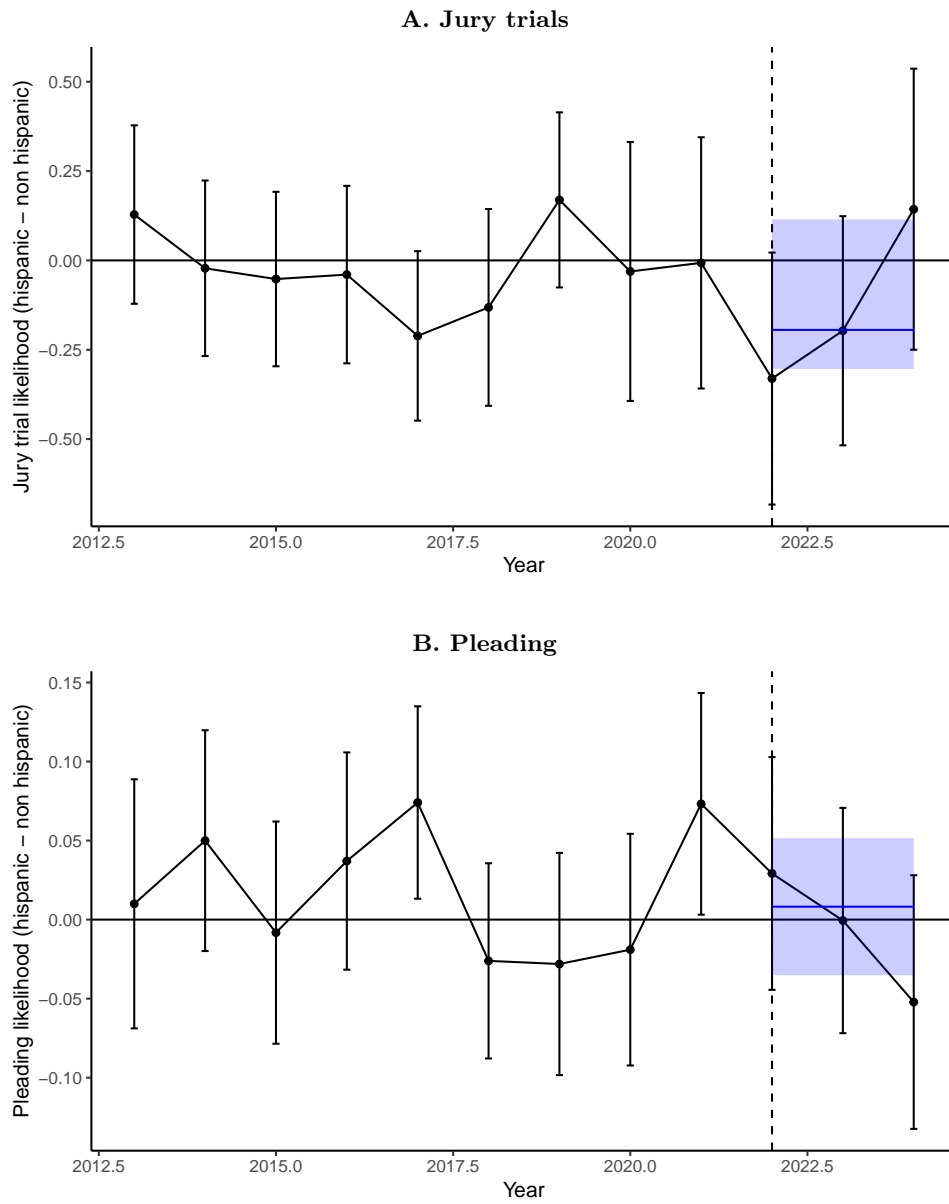 A. Jury trials
Jury trial likelihood (hispanic – non hispanic)
0.50
0.25
0.00
−0.25
−0.50
2012.5 2015.0 2017.5 2020.0 2022.5
Year
B. Pleading
Pleading likelihood (hispanic – non hispanic)
0.15
0.10
0.05
0.00
−0.05
−0.10
2012.5 2015.0 2017.5 2020.0 2022.5
Year